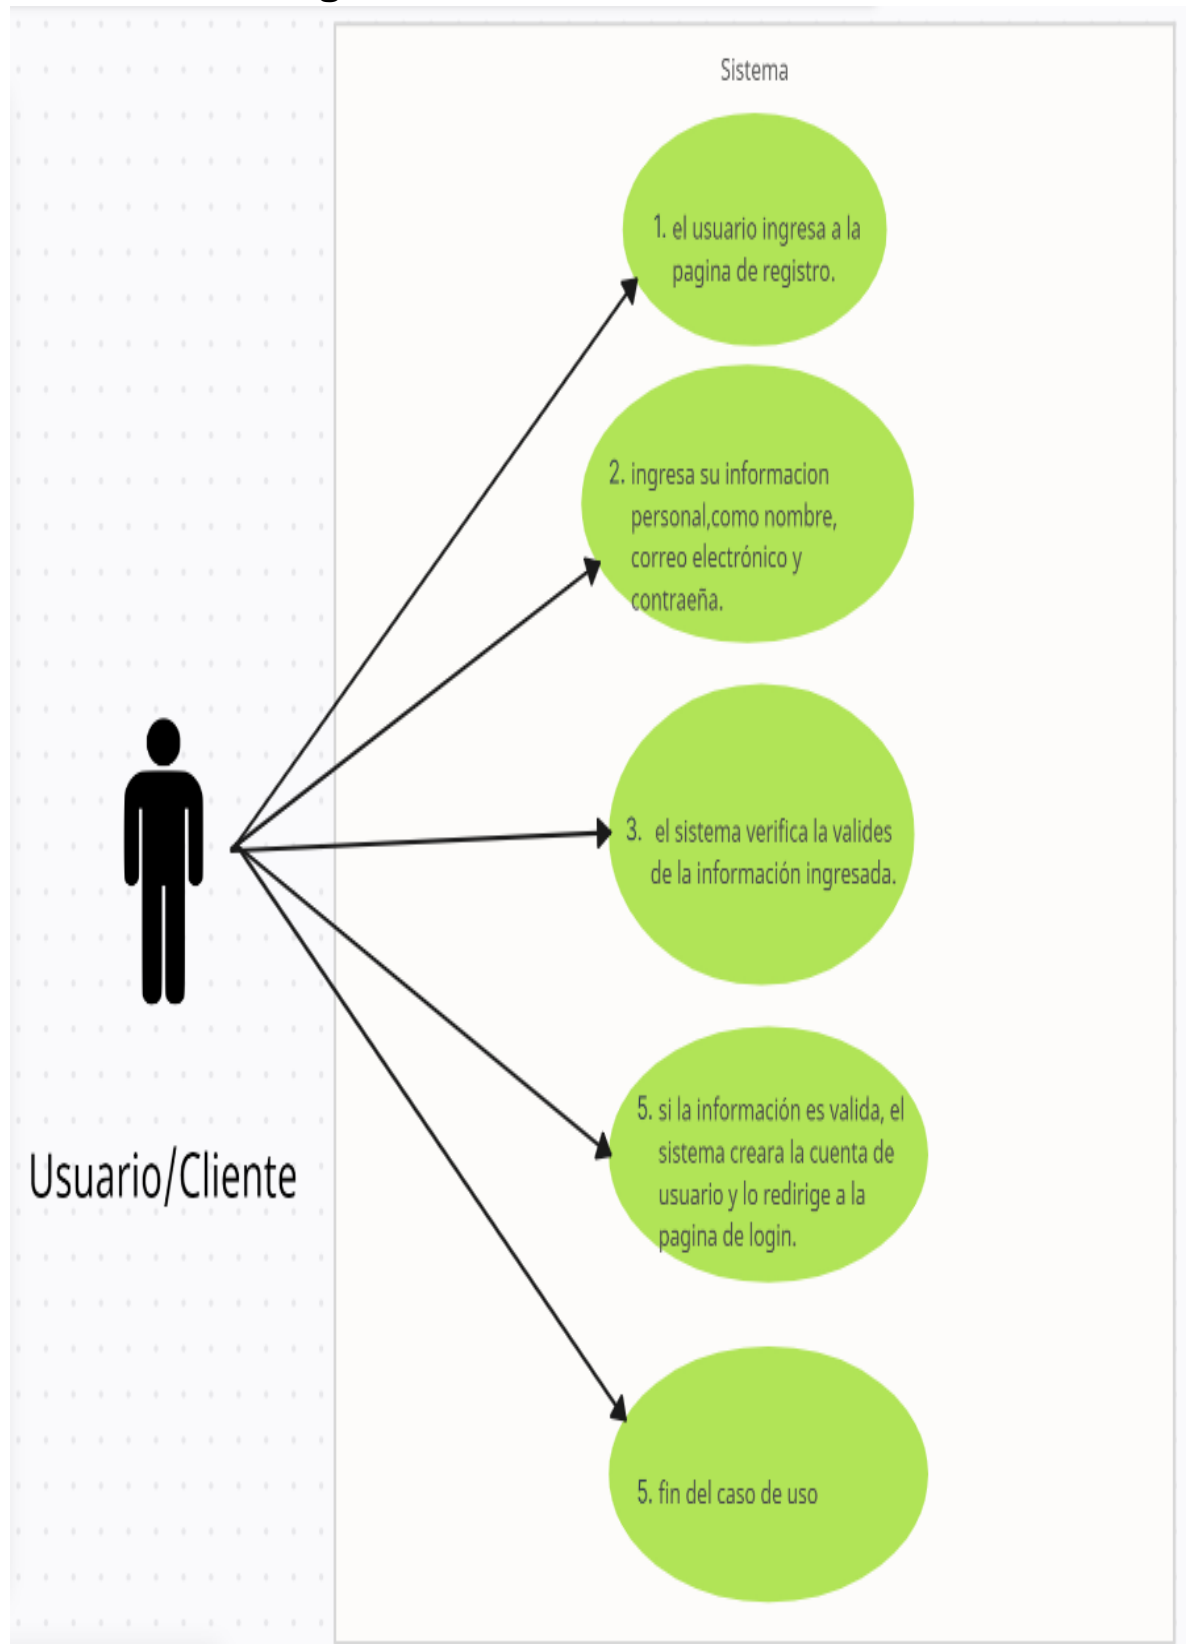 Sistema
1. el usuario ingresa a la
pagina de registro.
2. ingresa su informacion
personal,como nombre,
correo electrónico y
contraeña.
3. el sistema verifica la valides
de la información ingresada.
Usuario/Cliente
5. si la información es valida, el
sistema creara la cuenta de
usuario y lo redirige a la
pagina de login.
5. fin del caso de uso